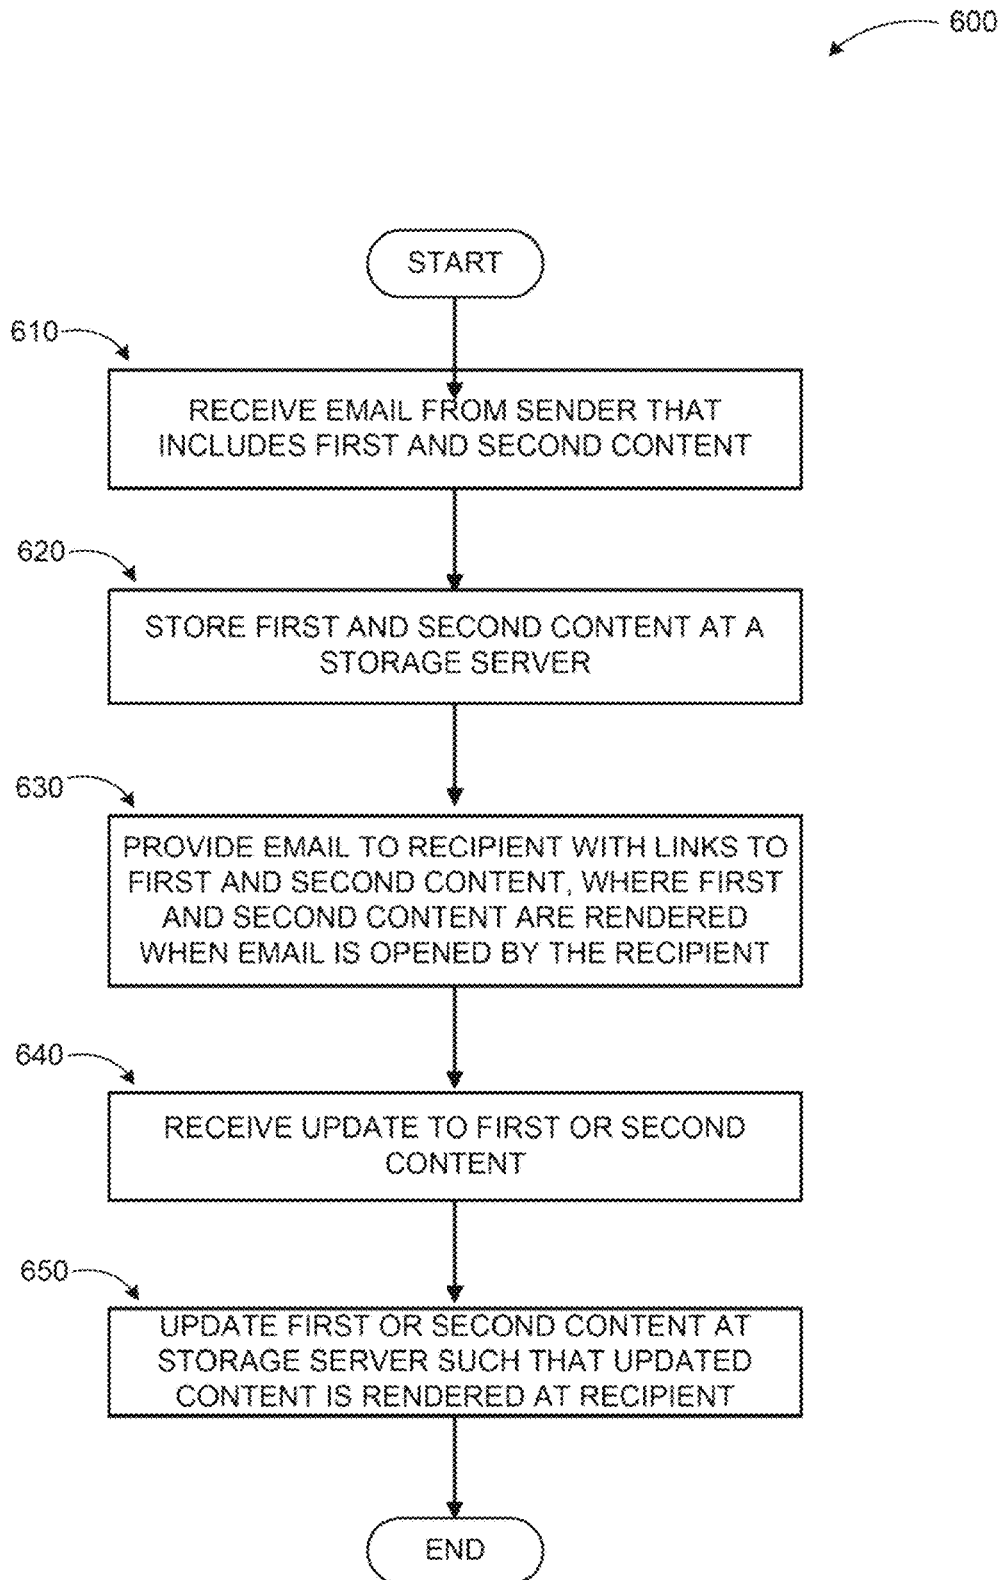 600
START
610
RECEIVE EMAIL FROM SENDER THAT
INCLUDES FIRST AND SECOND CONTENT
620
STORE FIRST AND SECOND CONTENT AT A
STORAGE SERVER
630
PROVIDE EMAIL TO RECIPIENT WITH LINKS TO
FIRST AND SECOND CONTENT, WHERE FIRST
AND SECOND CONTENT ARE RENDERED
WHEN EMAIL IS OPENED BY THE RECIPIENT
640
RECEIVE UPDATE TO FIRST OR SECOND
CONTENT
650
UPDATE FIRST OR SECOND CONTENT AT
STORAGE SERVER SUCH THAT UPDATED
CONTENT IS RENDERED AT RECIPIENT
END